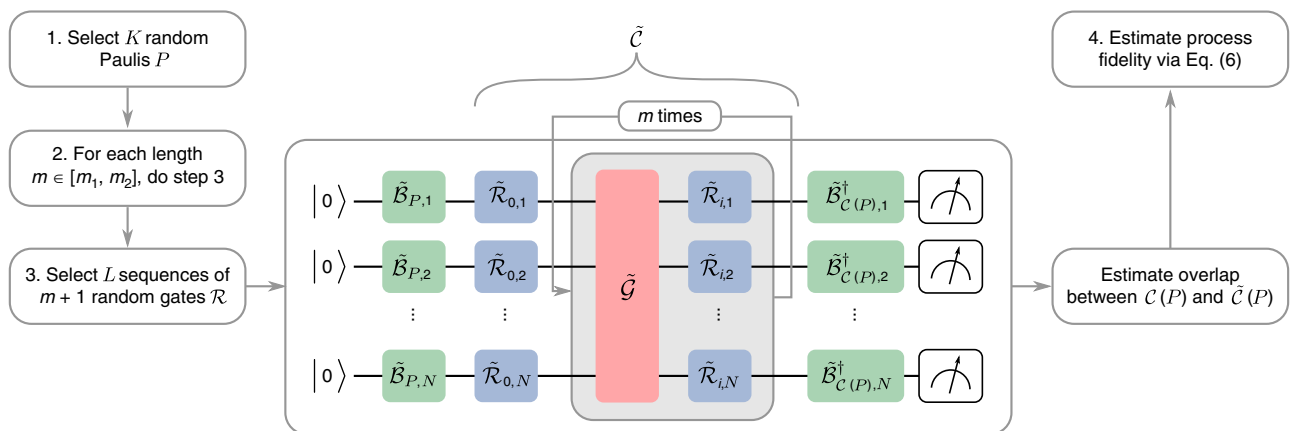 1. Select K random
Paulis P
2. For each length
m ∈ [m₁, m₂], do step 3
3. Select L sequences of
m + 1 random gates ℛ
𝒞̃
m times
|0⟩ ℬ̃_{P,1} ℛ̃_{0,1} ℛ̃_{i,1} ℬ̃†_{𝒞(P),1}
|0⟩ ℬ̃_{P,2} ℛ̃_{0,2} 𝒢̃ ℛ̃_{i,2} ℬ̃†_{𝒞(P),2}
⋮ ⋮ ⋮ ⋮
|0⟩ ℬ̃_{P,N} ℛ̃_{0,N} ℛ̃_{i,N} ℬ̃†_{𝒞(P),N}
4. Estimate process
fidelity via Eq. (6)
Estimate overlap
between 𝒞(P) and 𝒞̃(P)